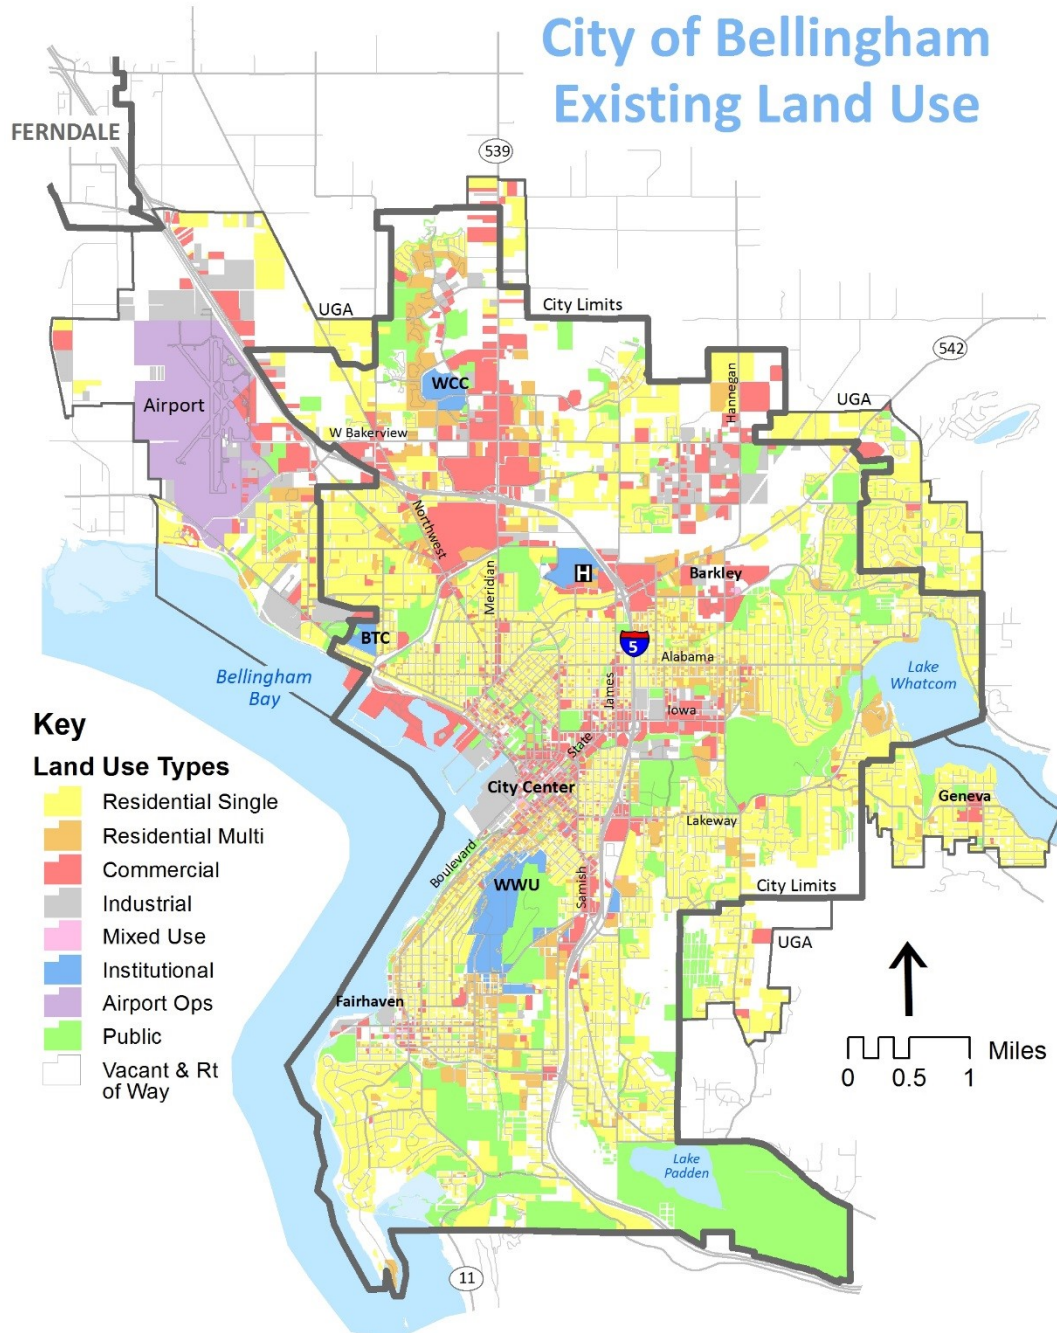 City of Bellingham
Existing Land Use
FERNDALE
539
UGA
City Limits
542
WCC
Hannegan
UGA
Airport
W Bakerview
Northwest
Meridian
H
Barkley
BTC
5
Alabama
Lake
Whatcom
Bellingham
Bay
James
Iowa
State
City Center
Geneva
Lakeway
Boulevard
WWU
Samish
City Limits
UGA
Fairhaven
Lake
Padden
11
Key
Land Use Types
Residential Single
Residential Multi
Commercial
Industrial
Mixed Use
Institutional
Airport Ops
Public
Vacant & Rt
of Way
Miles
0 0.5 1